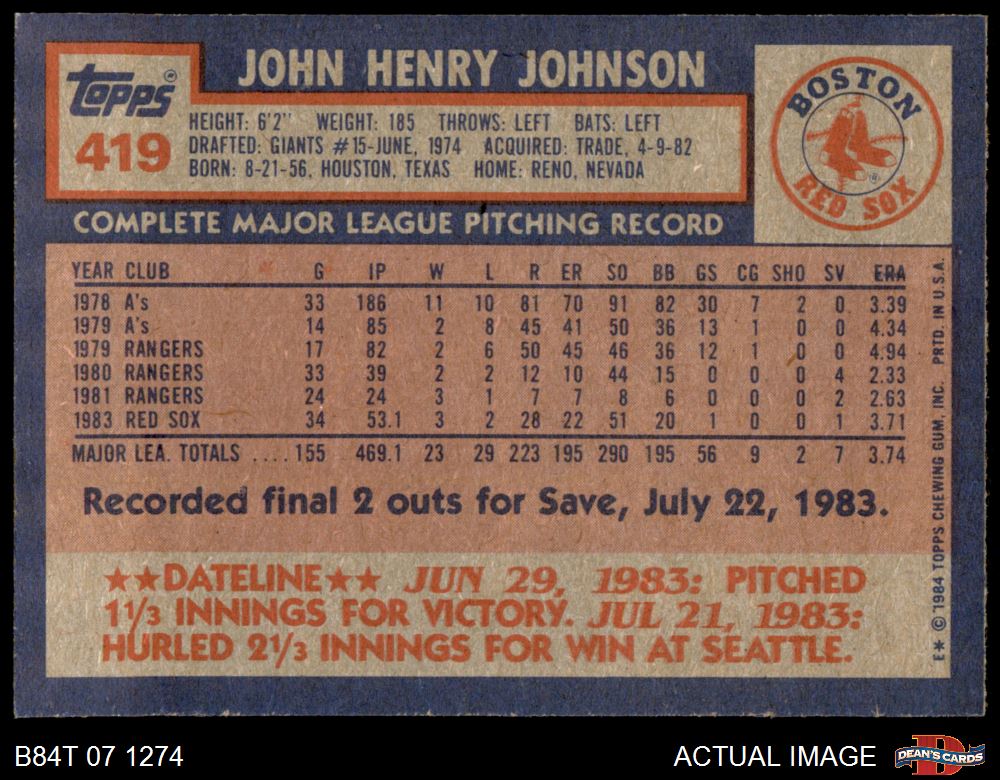 topps®
419
JOHN HENRY JOHNSON
HEIGHT: 6'2" WEIGHT: 185 THROWS: LEFT BATS: LEFT
DRAFTED: GIANTS #15-JUNE, 1974 ACQUIRED: TRADE, 4-9-82
BORN: 8-21-56, HOUSTON, TEXAS HOME: RENO, NEVADA
BOSTON
RED SOX
®
COMPLETE MAJOR LEAGUE PITCHING RECORD
YEAR CLUB G IP W L R ER SO BB GS CG SHO SV ERA
1978 A's 33 186 11 10 81 70 91 82 30 7 2 0 3.39
1979 A's 14 85 2 8 45 41 50 36 13 1 0 0 4.34
1979 RANGERS 17 82 2 6 50 45 46 36 12 1 0 0 4.94
1980 RANGERS 33 39 2 2 12 10 44 15 0 0 0 4 2.33
1981 RANGERS 24 24 3 1 7 7 8 6 0 0 0 2 2.63
1983 RED SOX 34 53.1 3 2 28 22 51 20 1 0 0 1 3.71
MAJOR LEA. TOTALS ....155 469.1 23 29 223 195 290 195 56 9 2 7 3.74
Recorded final 2 outs for Save, July 22, 1983.
★★DATELINE★★ JUN 29, 1983: PITCHED
1⅓ INNINGS FOR VICTORY. JUL 21, 1983:
HURLED 2⅓ INNINGS FOR WIN AT SEATTLE.
E* © 1984 TOPPS CHEWING GUM, INC. PRTD. IN U.S.A.
B84T 07 1274
ACTUAL IMAGE
D
DEAN'S CARDS